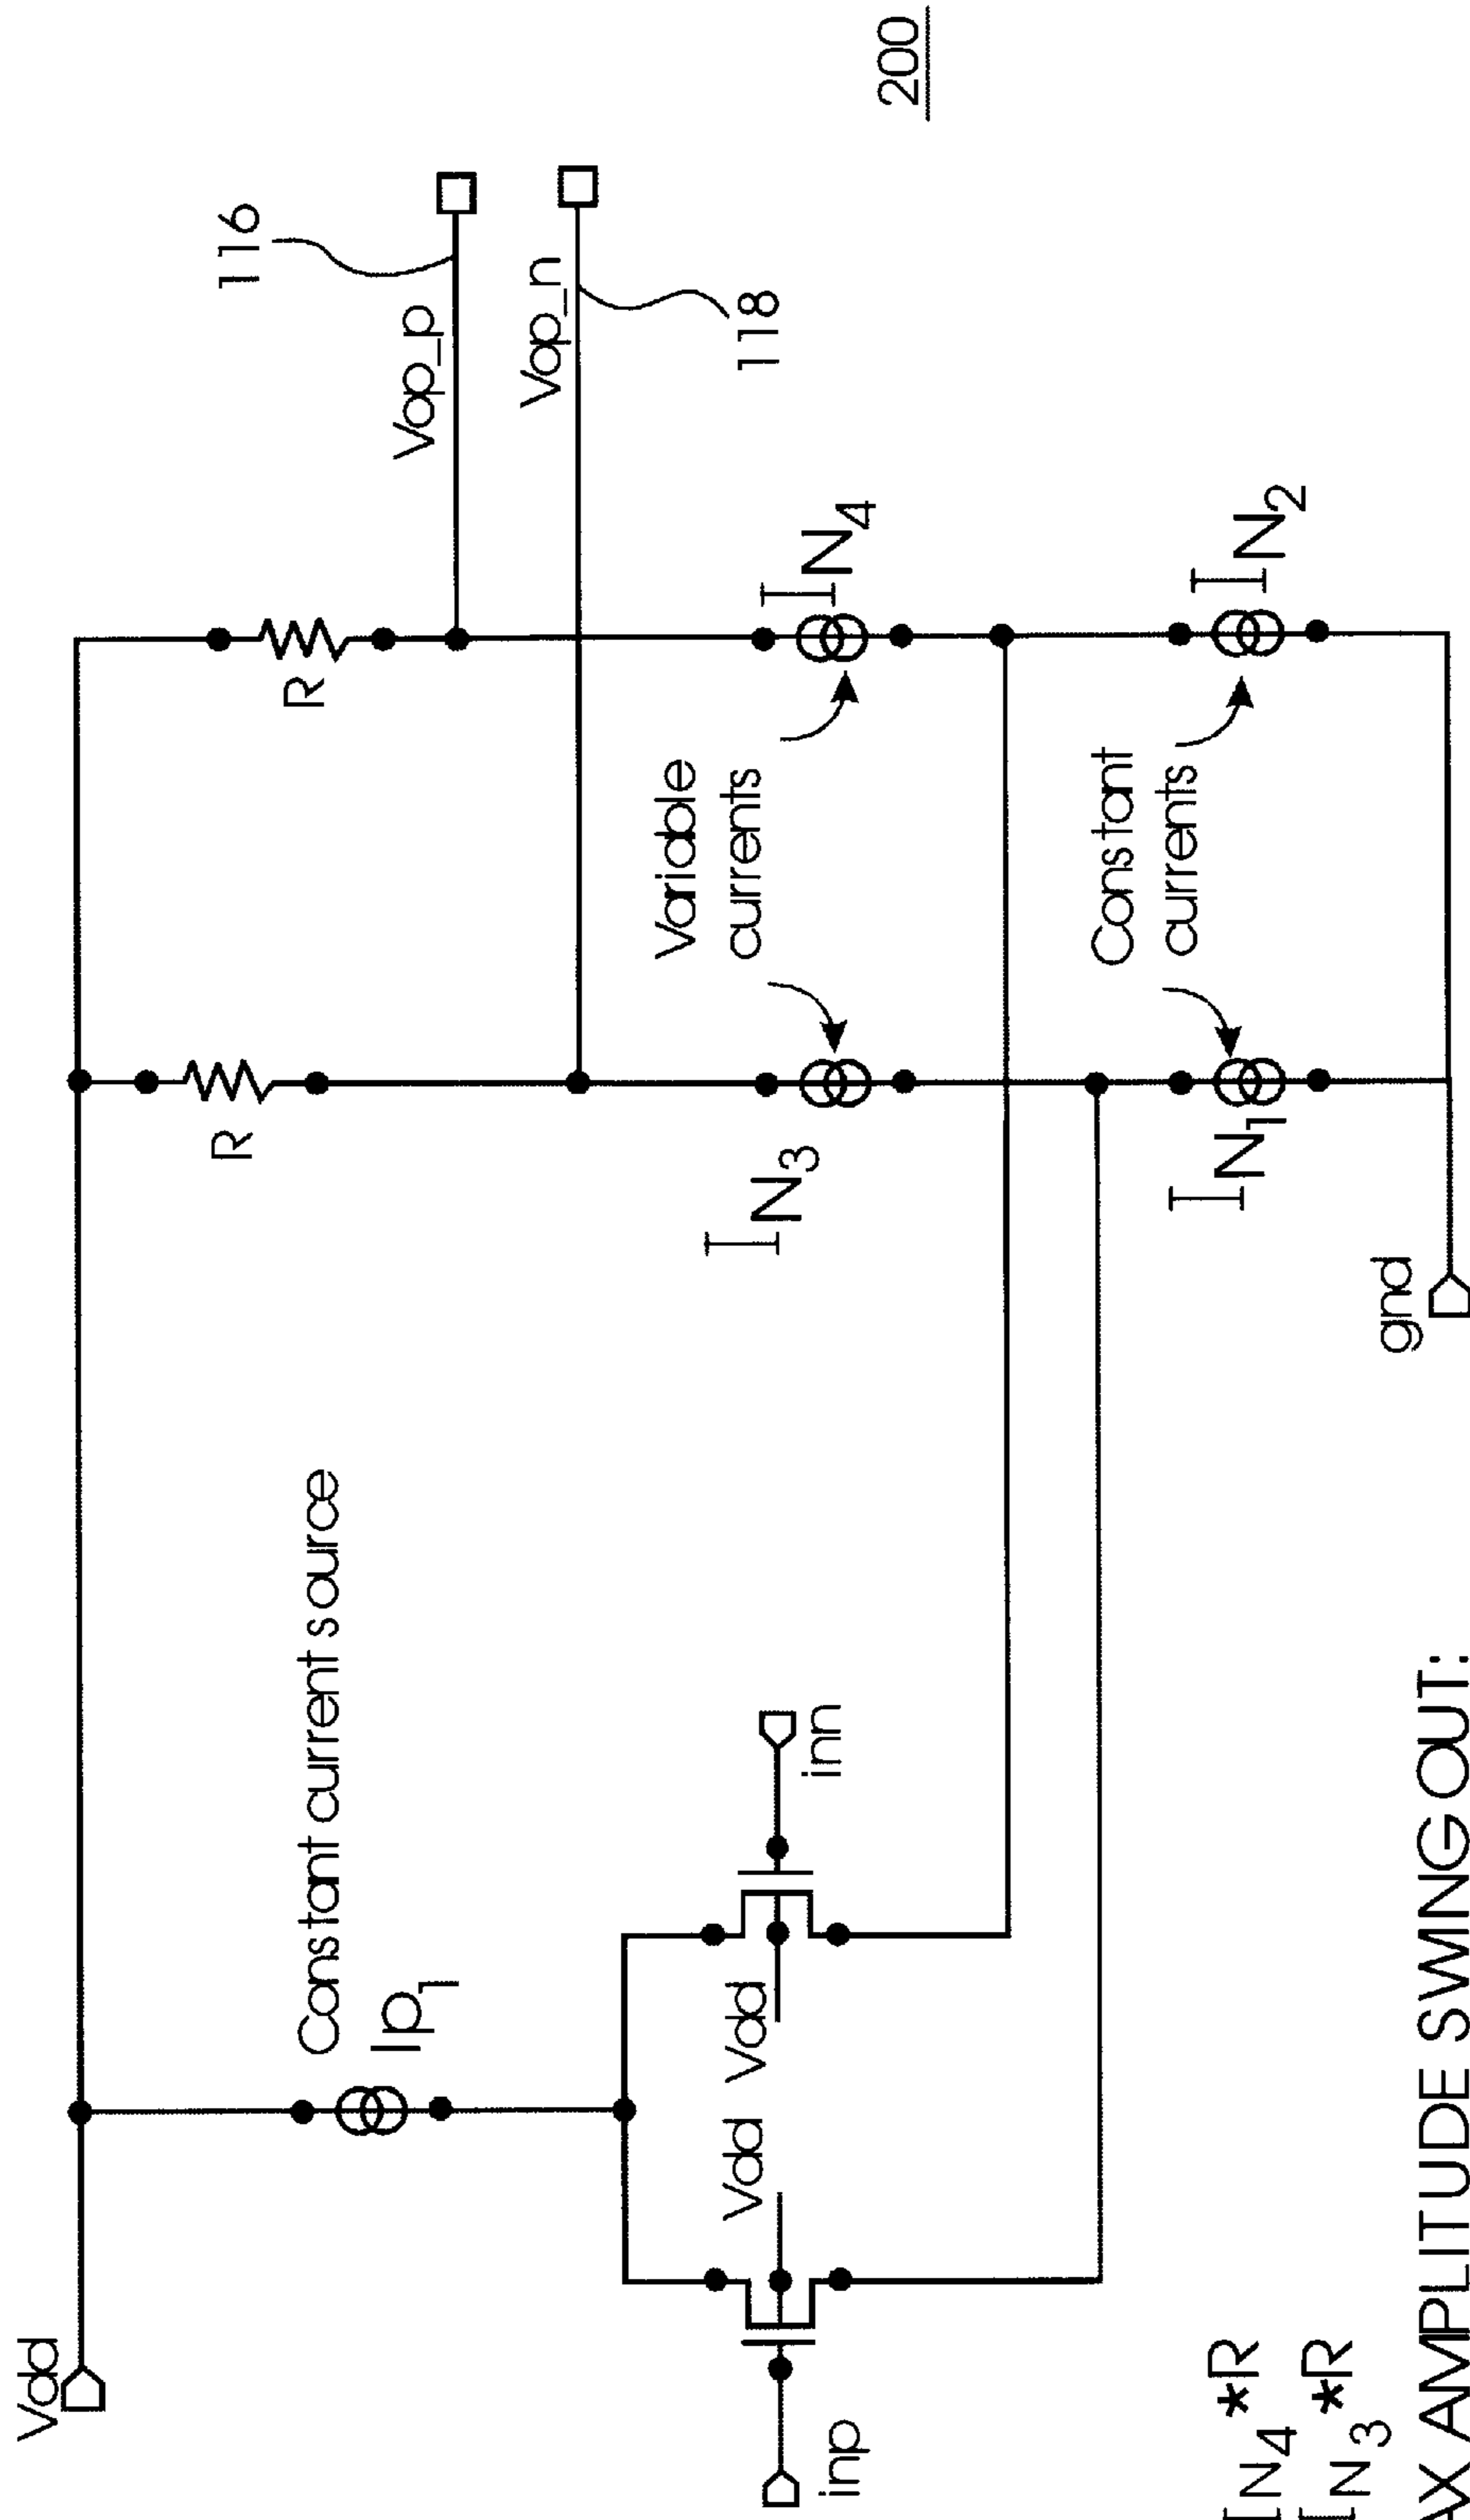 Vdd
Constant current source
Ip1
R
R
116
Vop_p
Vop_n
118
200
inp
Vdd
Vdd
inn
IN3
Variable
currents
IN4
IN1
Constant
currents
IN2
gnd
IN4*R
IN3*R
AX AMPLITUDE SWING OUT: